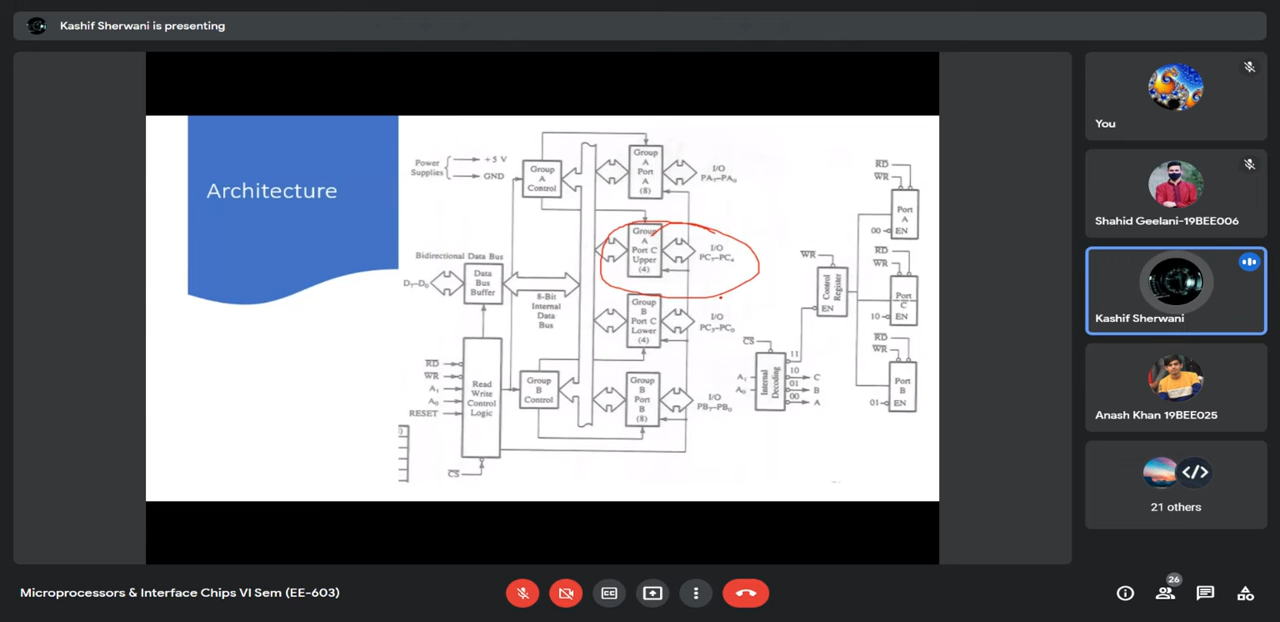 Kashif Sherwani is presenting
Architecture
Power
Supplies
+5 V
GND
Group
A
Control
Group
A
Port
A
(8)
I/O
PA₇–PA₀
Group
A
Port C
Upper
(4)
I/O
PC₇–PC₄
Bidirectional Data Bus
D₇–D₀
Data
Bus
Buffer
8-Bit
Internal
Data
Bus
Group
B
Port C
Lower
(4)
I/O
PC₃–PC₀
RD
WR
A₁
A₀
RESET
Read
Write
Control
Logic
CS
Group
B
Control
Group
B
Port
B
(8)
I/O
PB₇–PB₀
CS
A₁
A₀
Internal
Decoding
11
10
01
00
C
B
A
WR
Control
Register
EN
RD
WR
Port
A
00
EN
RD
WR
Port
C
10
EN
RD
WR
Port
B
01
EN
You
Shahid Geelani-19BEE006
Kashif Sherwani
Anash Khan 19BEE025
</>
21 others
Microprocessors & Interface Chips VI Sem (EE-603)
CC
26